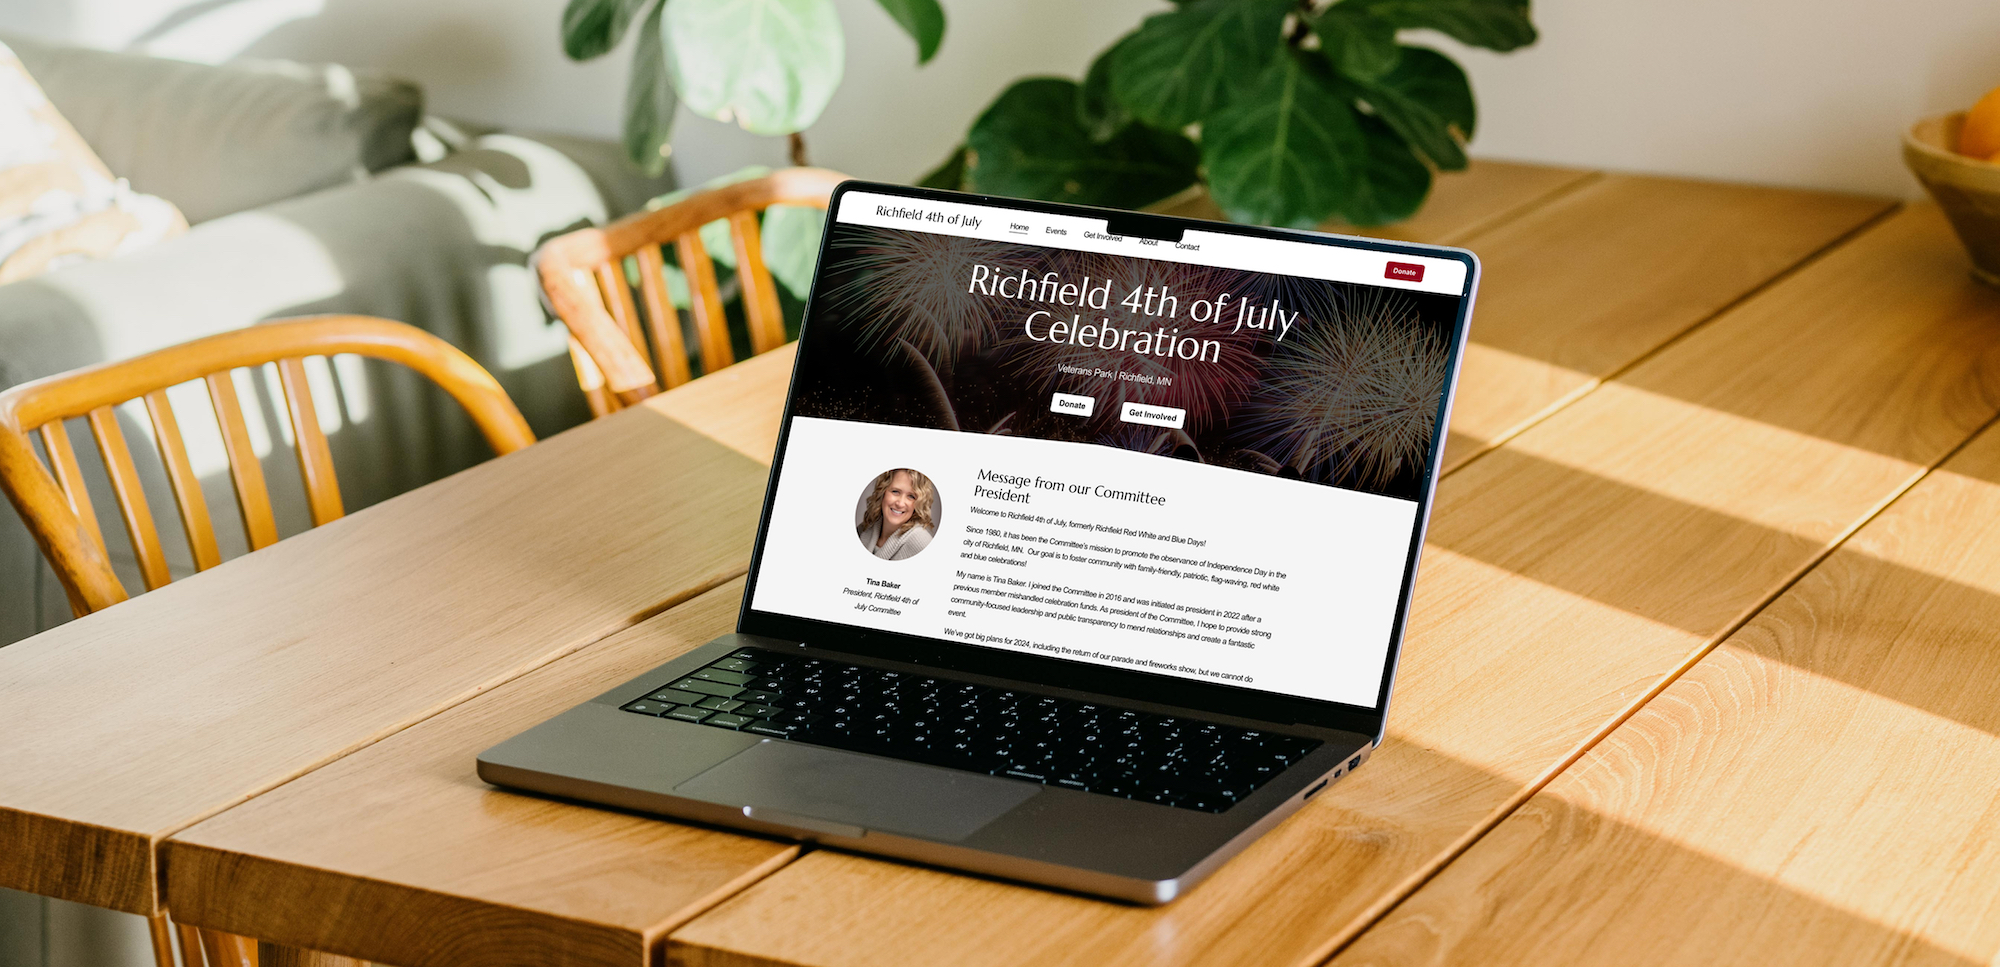 Richfield 4th of July
Home Events Get Involved About Contact
Donate
Richfield 4th of July
Celebration
Veterans Park | Richfield, MN
Donate Get Involved
Message from our Committee
President
Welcome to Richfield 4th of July, formerly Richfield Red White and Blue Days!
Since 1980, it has been the Committee's mission to promote the observance of Independence Day in the
city of Richfield, MN. Our goal is to foster community with family-friendly, patriotic, flag-waving, red white
and blue celebrations!
My name is Tina Baker. I joined the Committee in 2016 and was initiated as president in 2022 after a
previous member mishandled celebration funds. As president of the Committee, I hope to provide strong
community-focused leadership and public transparency to mend relationships and create a fantastic
event.
We've got big plans for 2024, including the return of our parade and fireworks show, but we cannot do
Tina Baker
President, Richfield 4th of
July Committee